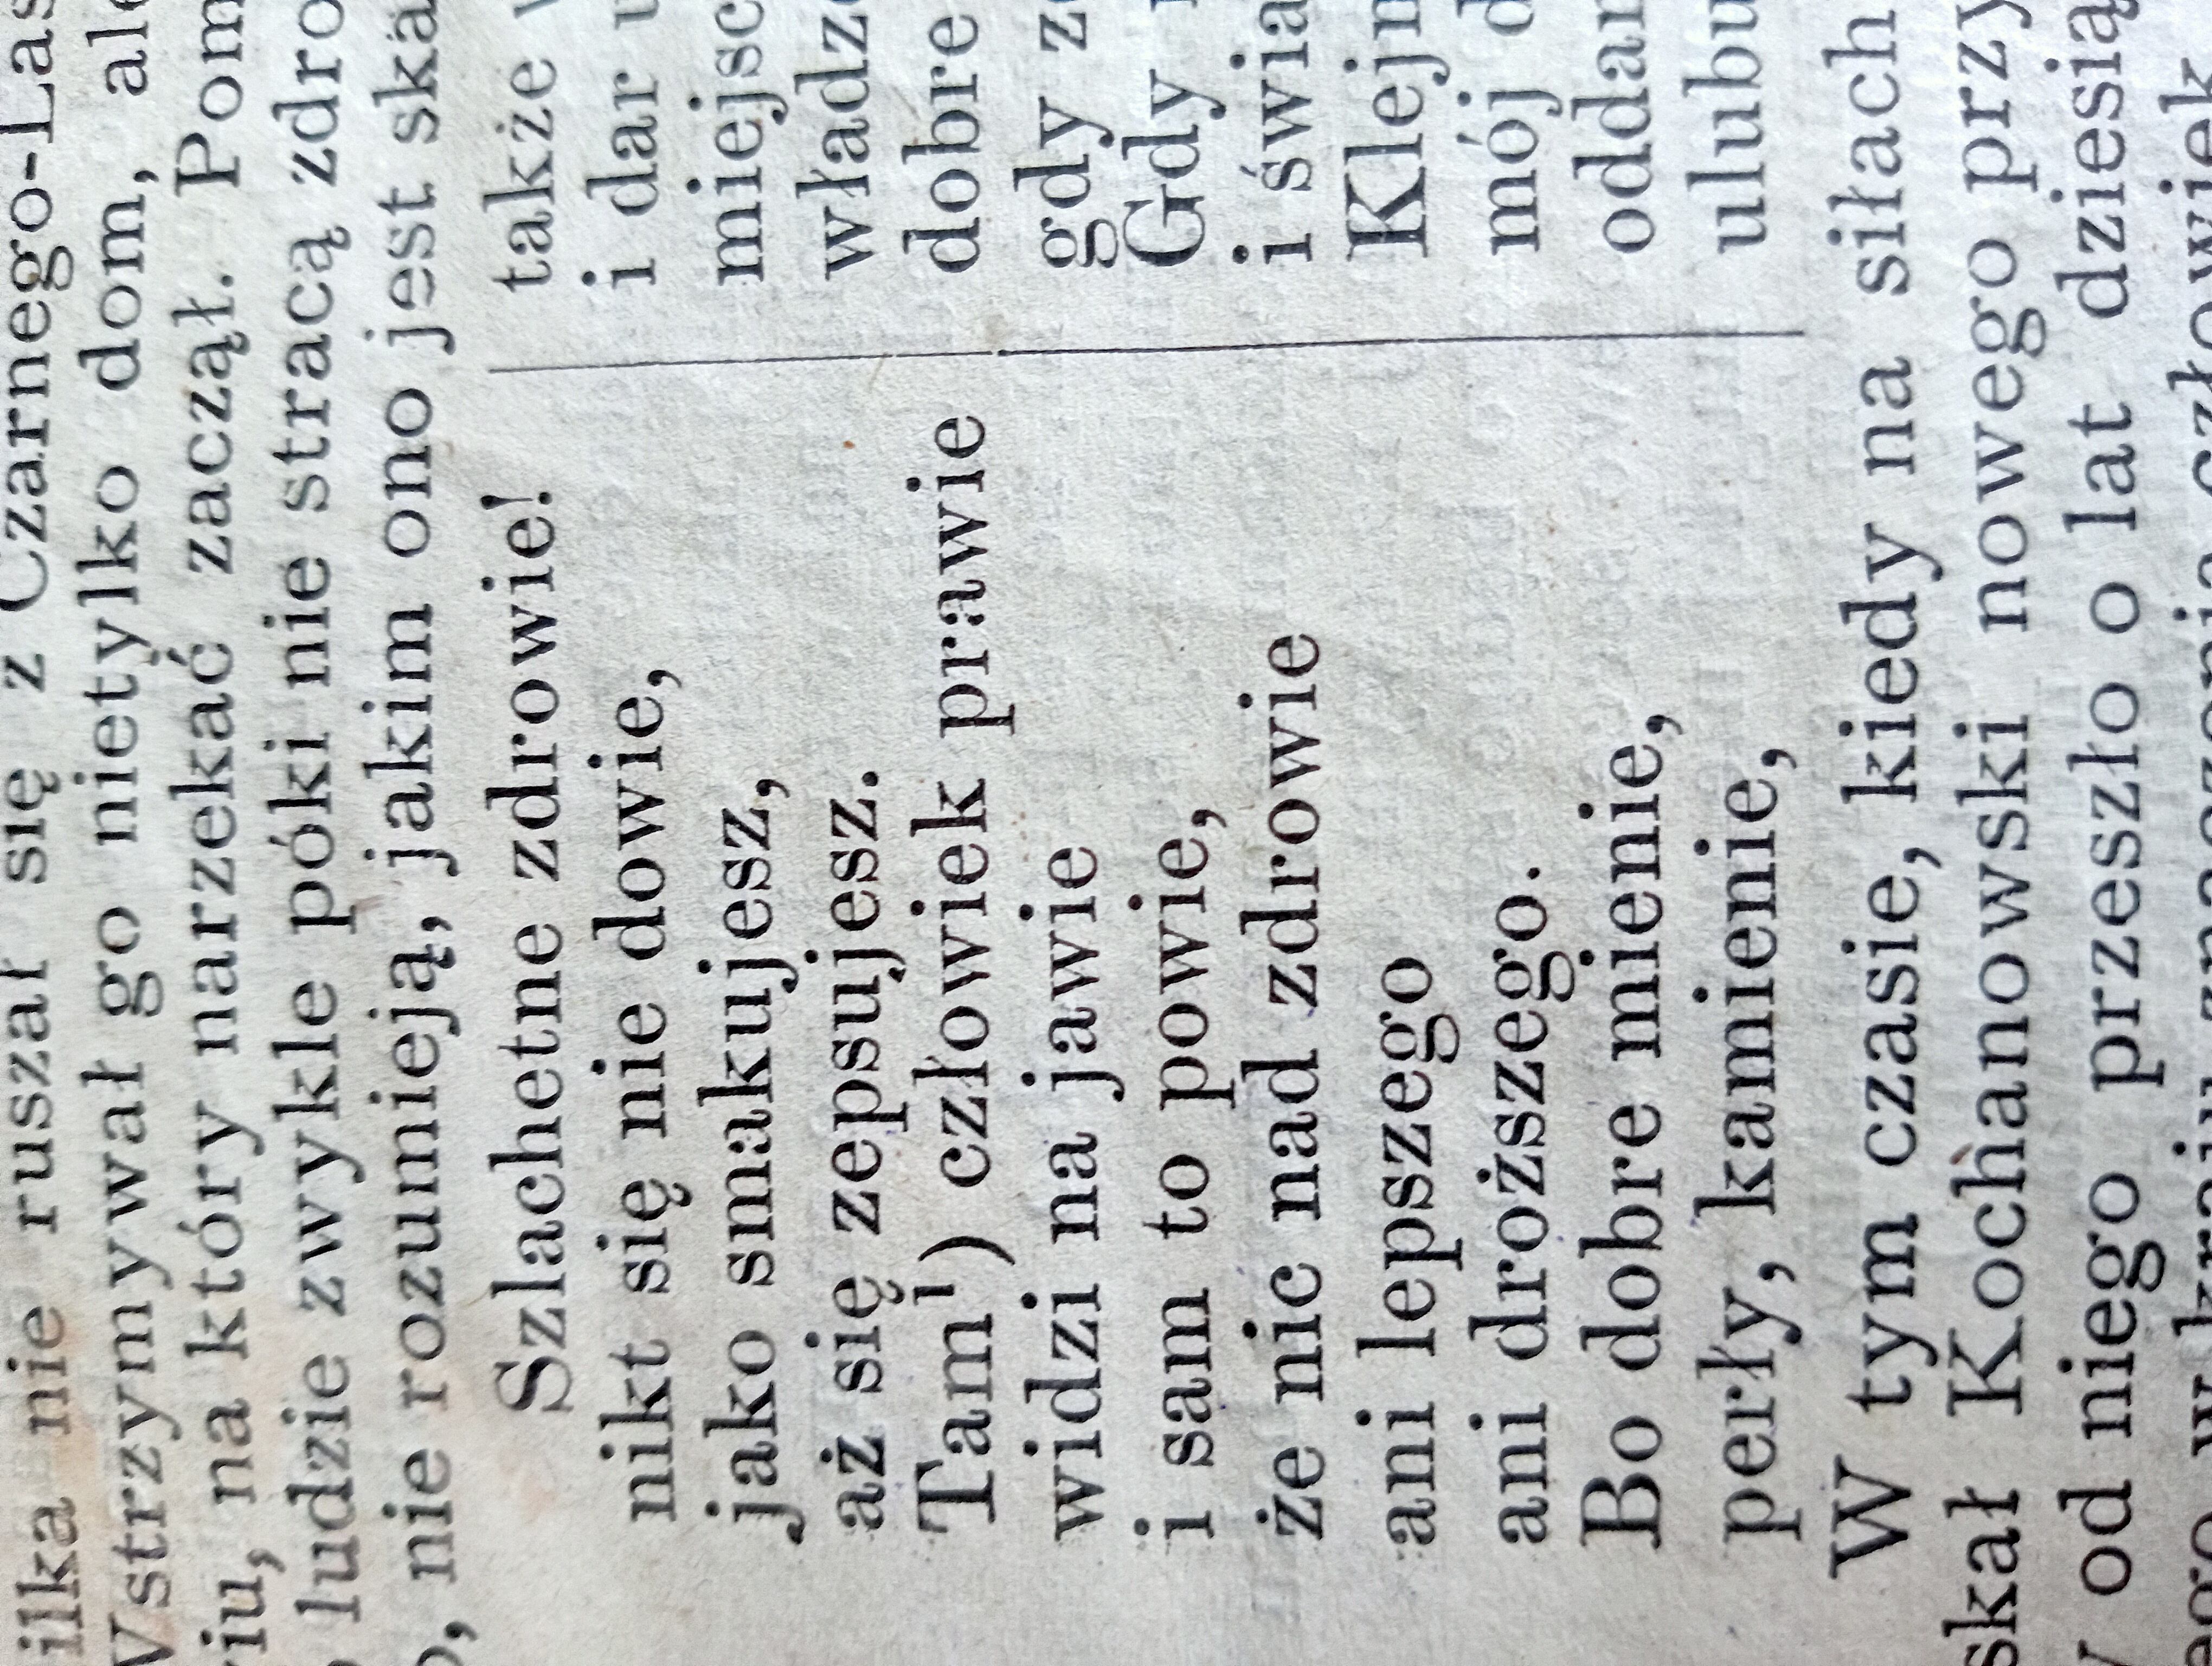 ilka nie ruszał się z Czarnego-Las
Wstrzymywał go nietylko dom, ale
na który narzekać zaczął. Pom
ludzie zwykle póki nie stracą zdro
nie rozumieją, jakim ono jest ska
Szlachetne zdrowie!
nikt się nie dowie,
jako smakujesz,
aż się zepsujesz.
Tam¹) człowiek prawie
widzi na jawie
i sam to powie,
że nic nad zdrowie
ani lepszego
ani droższego.
Bo dobre mienie,
perły, kamienie,
także
i dar
miejsc
władz
dobre
gdy
Gdy
i świa
Klejn
mój
oddan
ulubu
W tym czasie, kiedy na siłach
skał Kochanowski nowego przy
od niego przeszło o lat dziesią